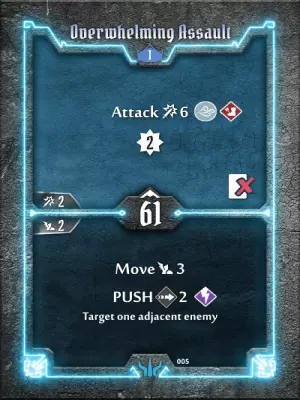 Overwhelming Assault
1
Attack 6
2
2
61
2
Move 3
PUSH 2
Target one adjacent enemy
005